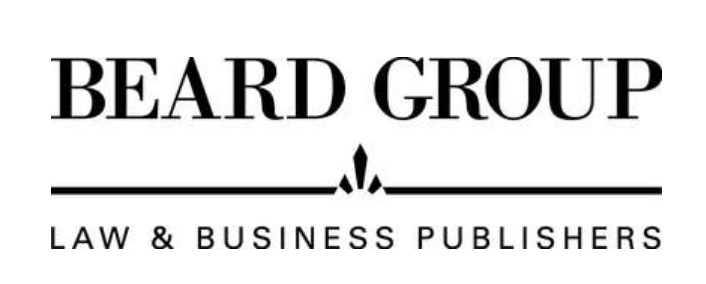 BEARD GROUP
LAW & BUSINESS PUBLISHERS